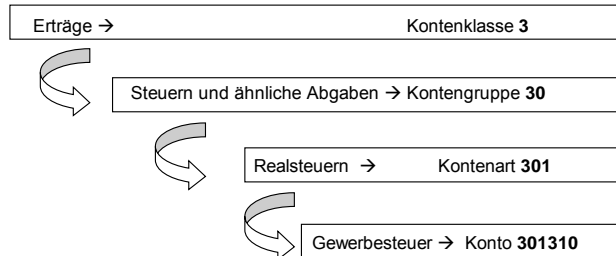 Erträge → Kontenklasse 3
Steuern und ähnliche Abgaben → Kontengruppe 30
Realsteuern → Kontenart 301
Gewerbesteuer → Konto 301310